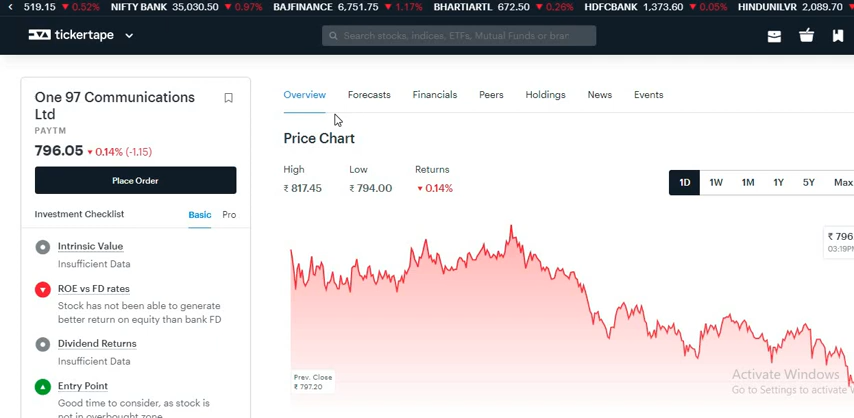 519.15 ▼ 0.52% NIFTY BANK 35,030.50 ▼ 0.97% BAJFINANCE 6,751.75 ▼ 1.17% BHARTIARTL 672.50 ▼ 0.26% HDFCBANK 1,373.60 ▼ 0.05% HINDUNILVR 2,089.70
tickertape
Search stocks, indices, ETFs, Mutual Funds or bran
One 97 Communications
Ltd
PAYTM
796.05 ▼ 0.14% (-1.15)
Place Order
Investment Checklist Basic Pro
Intrinsic Value
Insufficient Data
ROE vs FD rates
Stock has not been able to generate
better return on equity than bank FD
Dividend Returns
Insufficient Data
Entry Point
Good time to consider, as stock is
not in overbought zone
Overview Forecasts Financials Peers Holdings News Events
Price Chart
High Low Returns
₹ 817.45 ₹ 794.00 ▼ 0.14%
1D 1W 1M 1Y 5Y Max
₹ 796
03:19PM
Prev. Close
₹ 797.20
Activate Windows
Go to Settings to activate